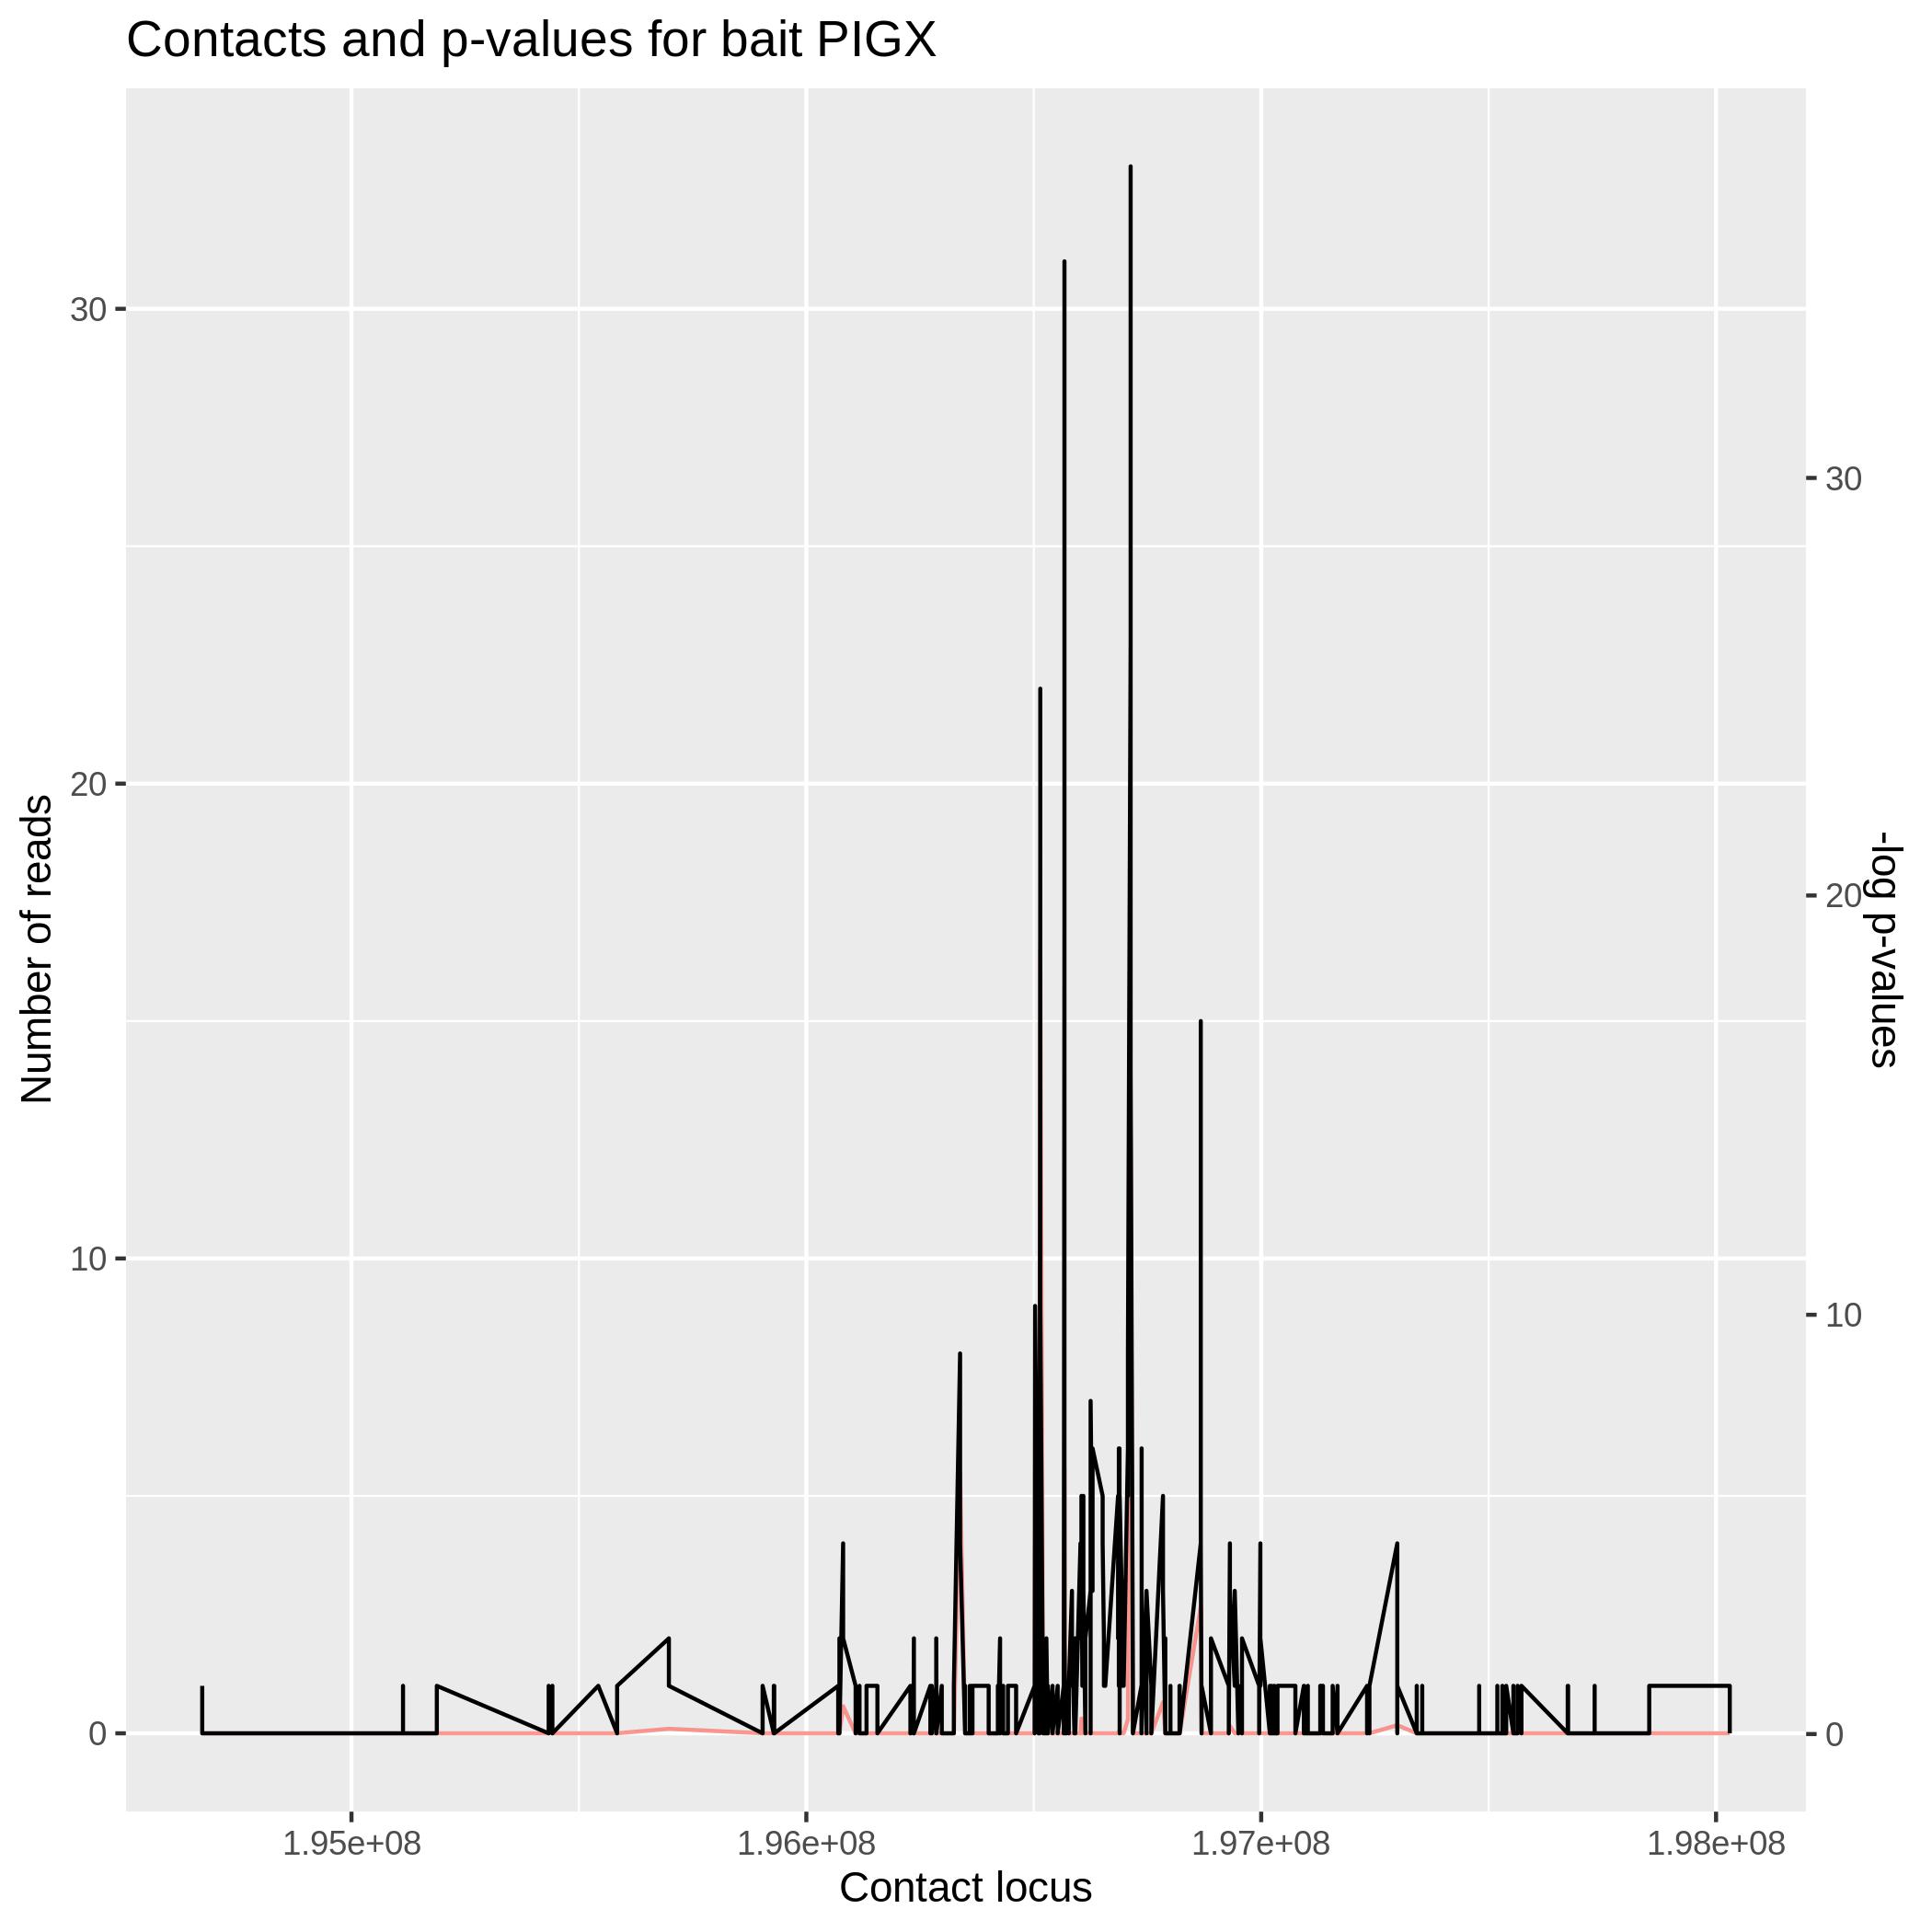 Contacts and p-values for bait PIGX
Number of reads
30
20
10
0
30
20
10
0
-log p-values
1.95e+08
1.96e+08
1.97e+08
1.98e+08
Contact locus